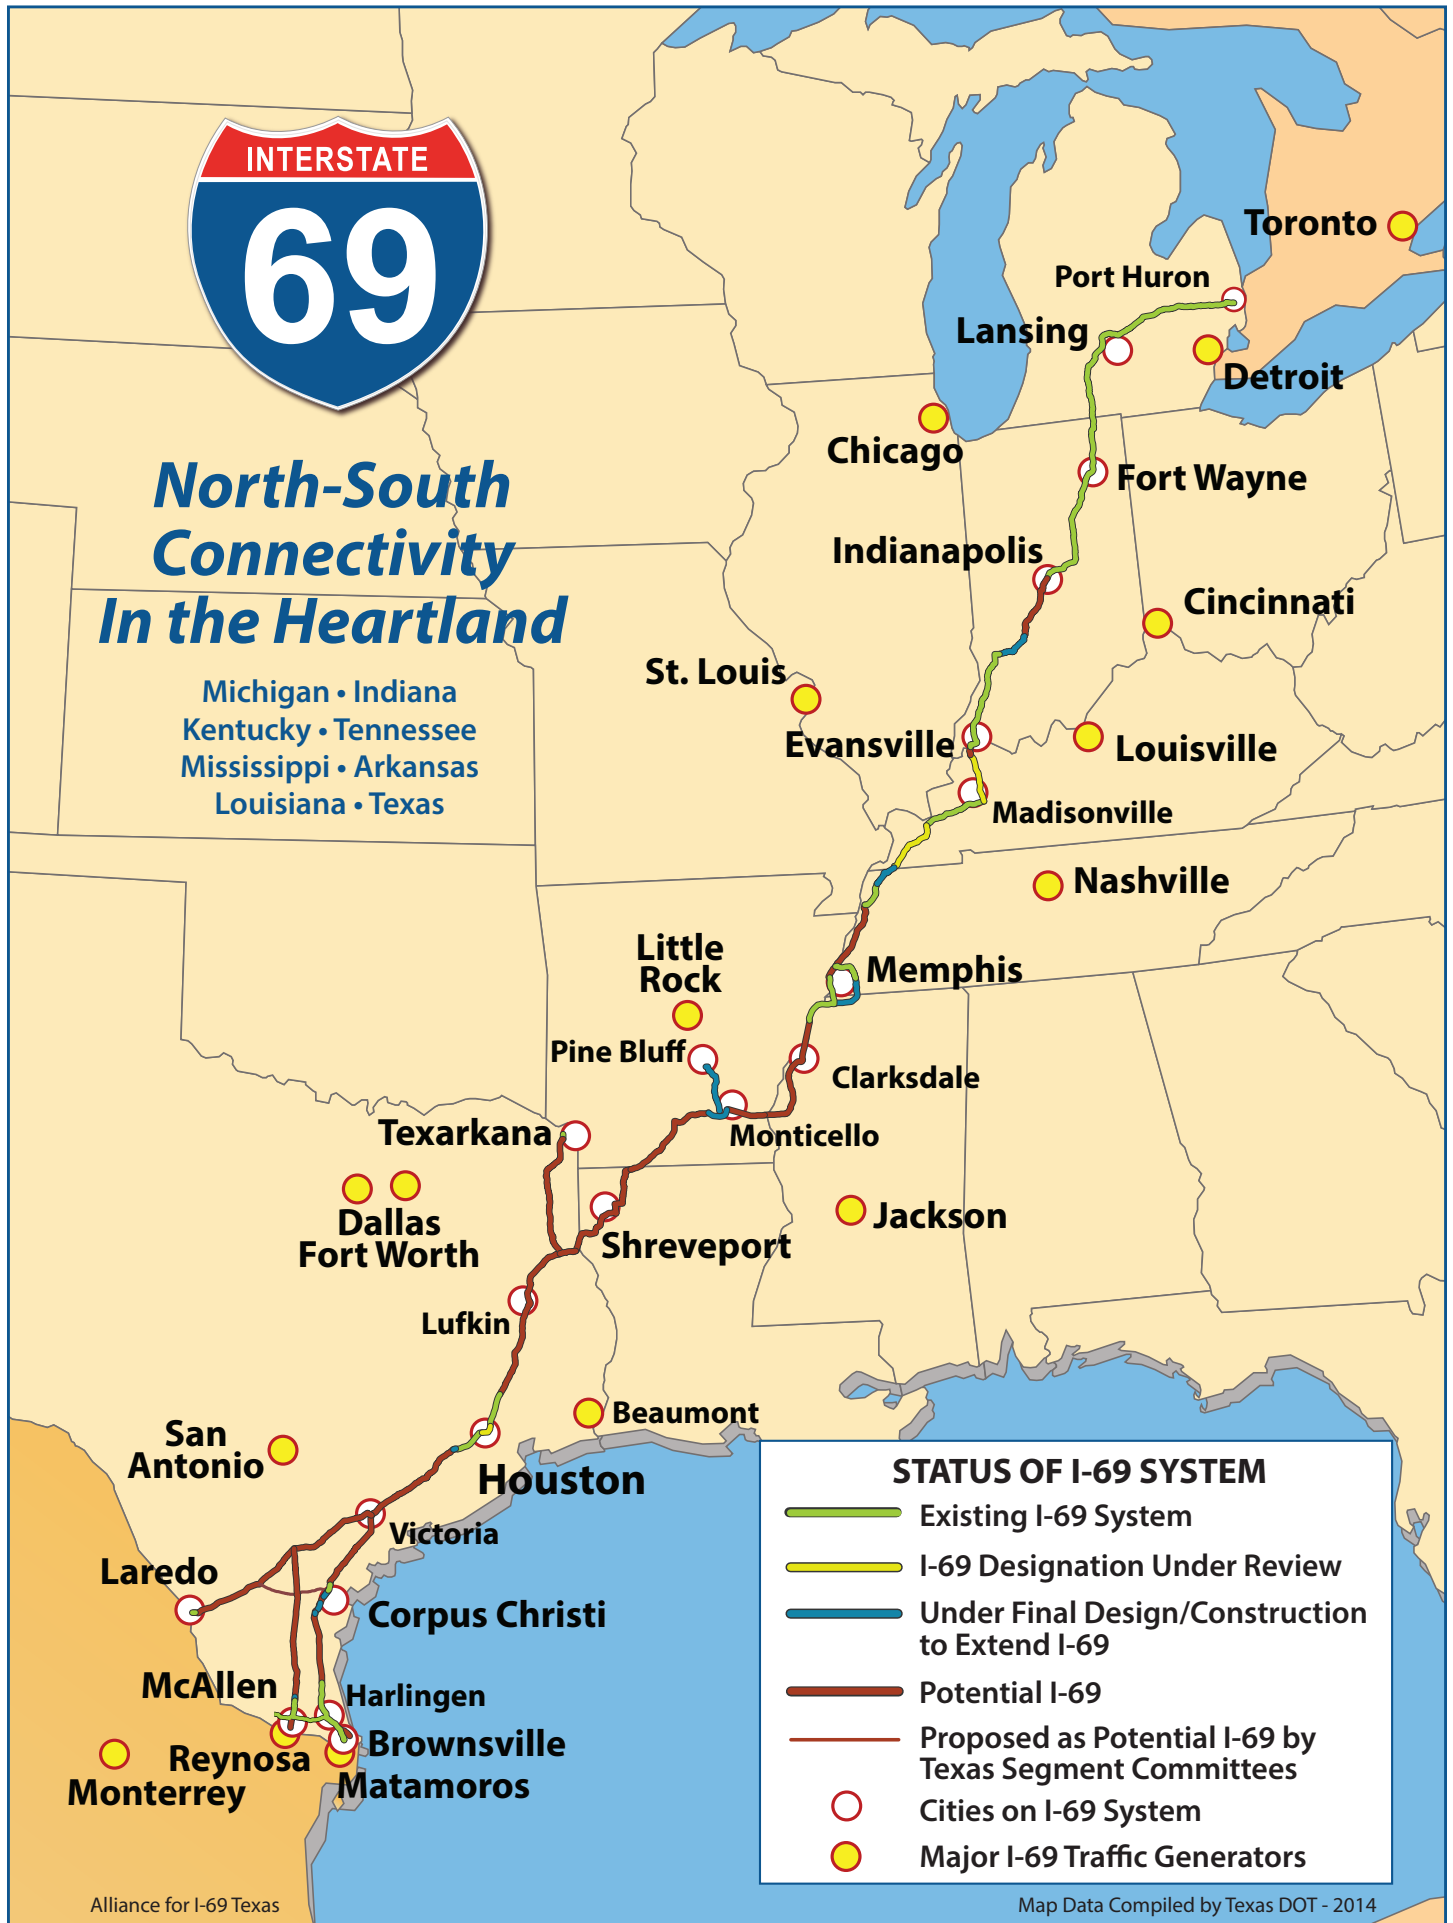 INTERSTATE
69
North-South
Connectivity
In the Heartland
Michigan • Indiana
Kentucky • Tennessee
Mississippi • Arkansas
Louisiana • Texas
Toronto
Port Huron
Lansing
Detroit
Chicago
Fort Wayne
Indianapolis
Cincinnati
St. Louis
Evansville
Louisville
Madisonville
Nashville
Little
Rock
Memphis
Pine Bluff
Clarksdale
Texarkana
Monticello
Dallas
Fort Worth
Jackson
Shreveport
Lufkin
Beaumont
San
Antonio
Houston
Victoria
Laredo
Corpus Christi
McAllen
Harlingen
Brownsville
Reynosa
Matamoros
Monterrey
STATUS OF I-69 SYSTEM
Existing I-69 System
I-69 Designation Under Review
Under Final Design/Construction
to Extend I-69
Potential I-69
Proposed as Potential I-69 by
Texas Segment Committees
Cities on I-69 System
Major I-69 Traffic Generators
Alliance for I-69 Texas
Map Data Compiled by Texas DOT - 2014